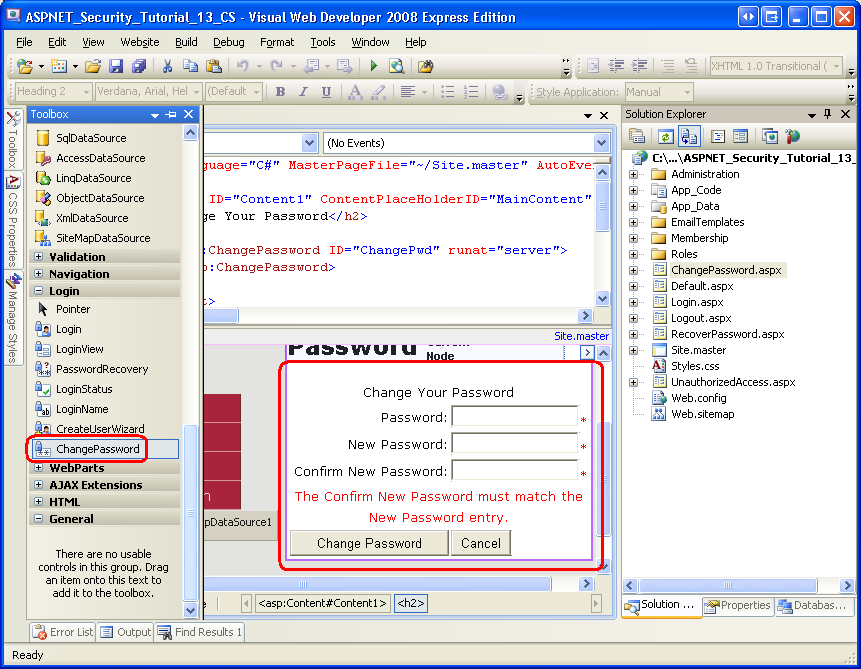 ASPNET_Security_Tutorial_13_CS - Visual Web Developer 2008 Express Edition
File Edit View Website Build Debug Format Tools Window Help
XHTML 1.0 Transitional (
Heading 2 Verdana, Arial, Hel (Default B I U A Style Application: Manual
Toolbox
CSS Properties
Manage Styles
Toolbox
SqlDataSource
AccessDataSource
LinqDataSource
ObjectDataSource
XmlDataSource
SiteMapDataSource
Validation
Navigation
Login
Pointer
Login
LoginView
PasswordRecovery
LoginStatus
LoginName
CreateUserWizard
ChangePassword
WebParts
AJAX Extensions
HTML
General
There are no usable
controls in this group. Drag
an item onto this text to
add it to the toolbox.
(No Events)
guage="C#" MasterPageFile="~/Site.master" AutoEve
ID="Content1" ContentPlaceHolderID="MainContent"
ge Your Password</h2>
:ChangePassword ID="ChangePwd" runat="server">
p:ChangePassword>
t>
Site.master
Password
Node
Change Your Password
Password: *
New Password: *
Confirm New Password: *
The Confirm New Password must match the
New Password entry.
Change Password Cancel
n
pDataSource1
<asp:Content#Content1> <h2>
Solution Explorer
C:\...\ASPNET_Security_Tutorial_13_
Administration
App_Code
App_Data
EmailTemplates
Membership
Roles
ChangePassword.aspx
Default.aspx
Login.aspx
Logout.aspx
RecoverPassword.aspx
Site.master
Styles.css
UnauthorizedAccess.aspx
Web.config
Web.sitemap
Solution ... Properties Databas...
Error List Output Find Results 1
Ready